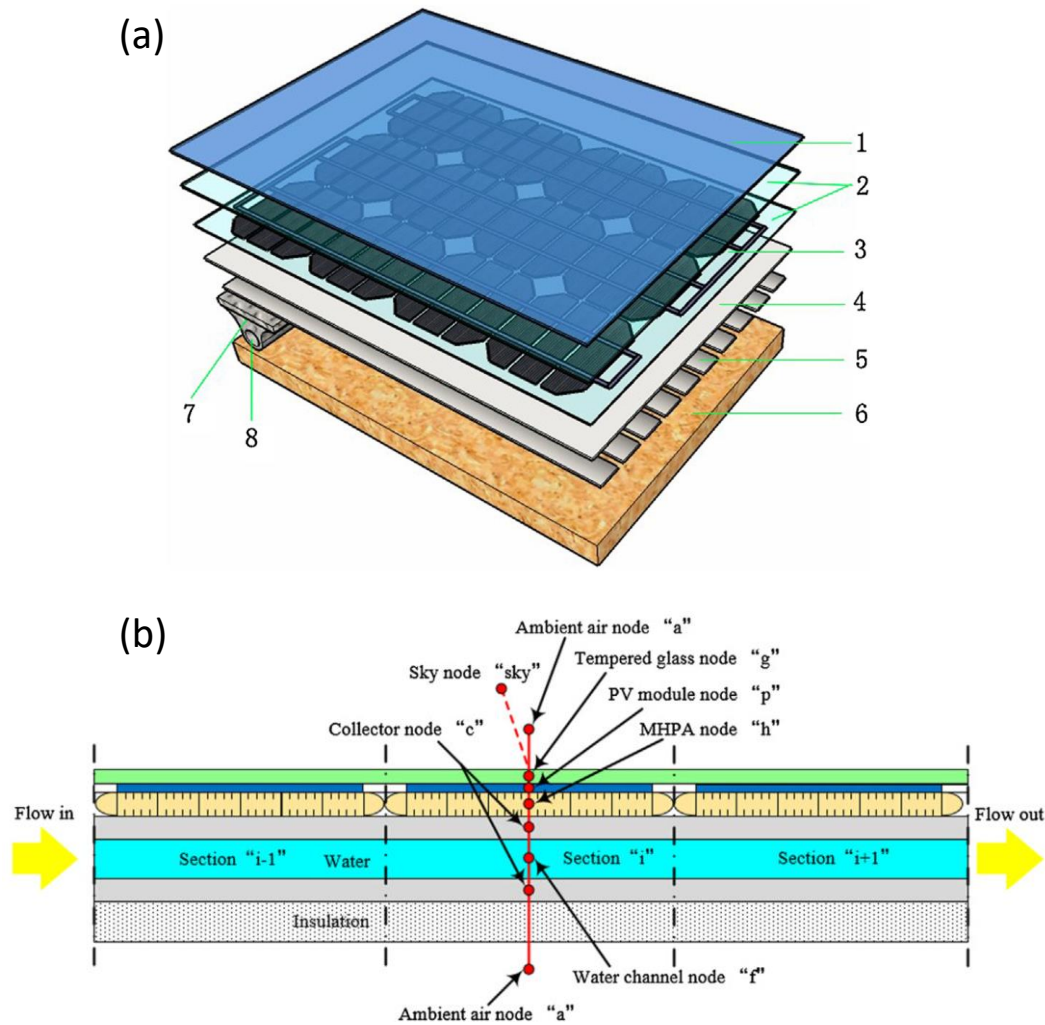 (a)
1
2
3
4
5
6
7
8
(b)
Ambient air node “a”
Tempered glass node “g”
Sky node “sky”
PV module node “p”
Collector node “c”
MHPA node “h”
Flow in
Flow out
Section “i-1”
Water
Section “i”
Section “i+1”
Insulation
Water channel node “f”
Ambient air node “a”